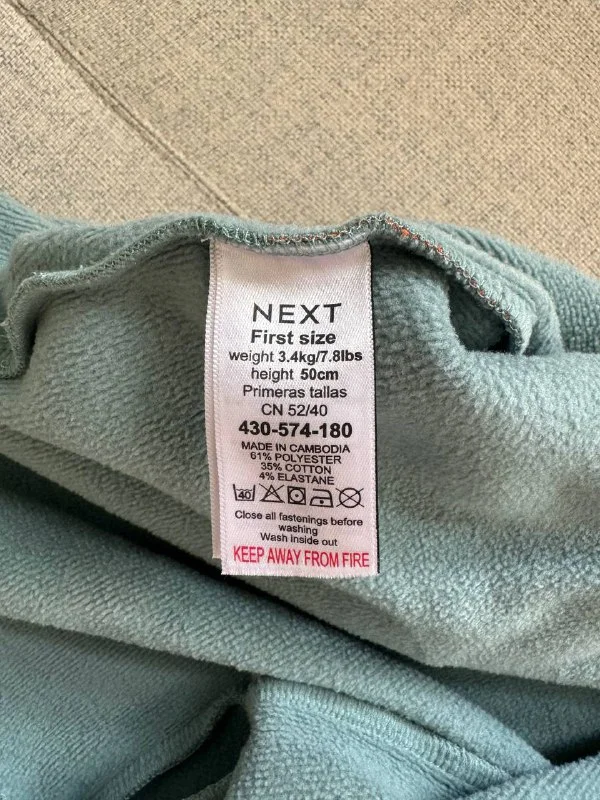 NEXT
First size
weight 3.4kg/7.8lbs
height 50cm
Primeras tallas
CN 52/40
430-574-180
MADE IN CAMBODIA
61% POLYESTER
35% COTTON
4% ELASTANE
40
Close all fastenings before
washing
Wash inside out
KEEP AWAY FROM FIRE